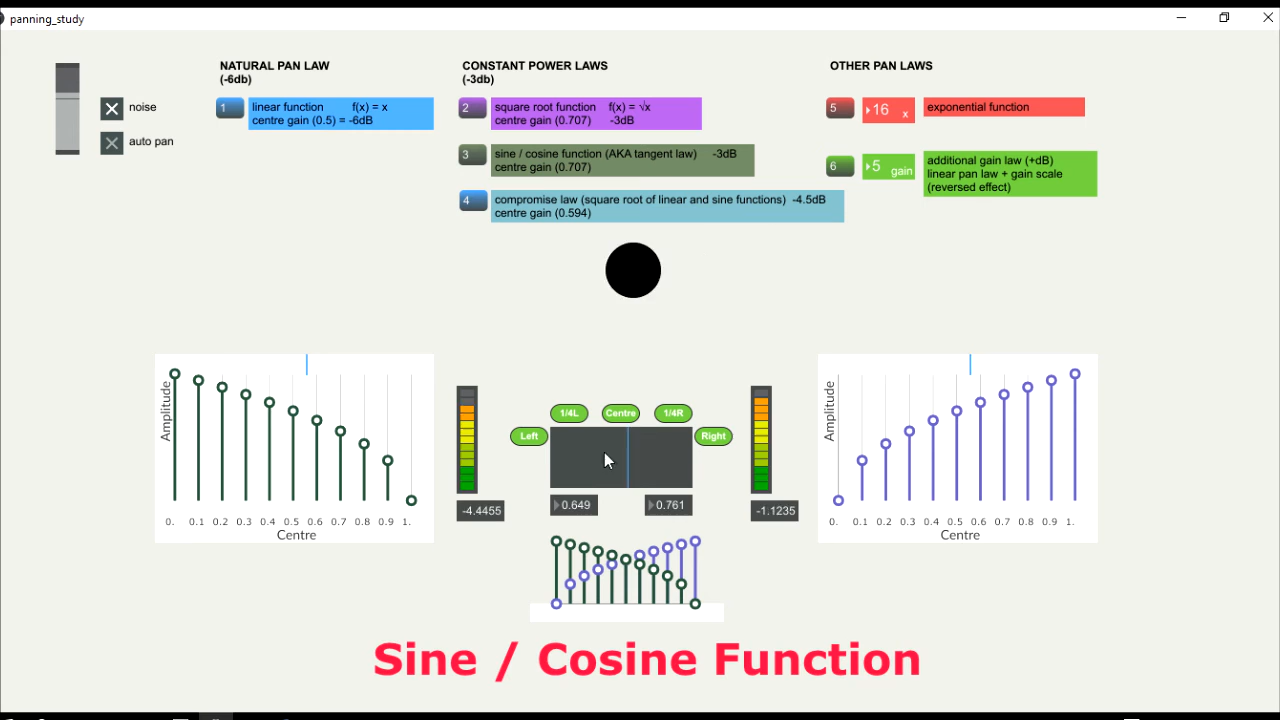 panning_study
NATURAL PAN LAW
(-6db)
CONSTANT POWER LAWS
(-3db)
OTHER PAN LAWS
noise
auto pan
1
linear function f(x) = x
centre gain (0.5) = -6dB
2
square root function f(x) = √x
centre gain (0.707) -3dB
3
sine / cosine function (AKA tangent law) -3dB
centre gain (0.707)
4
compromise law (square root of linear and sine functions) -4.5dB
centre gain (0.594)
5
16 x
exponential function
6
5 gain
additional gain law (+dB)
linear pan law + gain scale
(reversed effect)
Amplitude
0. 0.1 0.2 0.3 0.4 0.5 0.6 0.7 0.8 0.9 1.
Centre
1/4L Centre 1/4R
Left Right
0.649 0.761
-4.4455
-1.1235
Amplitude
0. 0.1 0.2 0.3 0.4 0.5 0.6 0.7 0.8 0.9 1.
Centre
Sine / Cosine Function